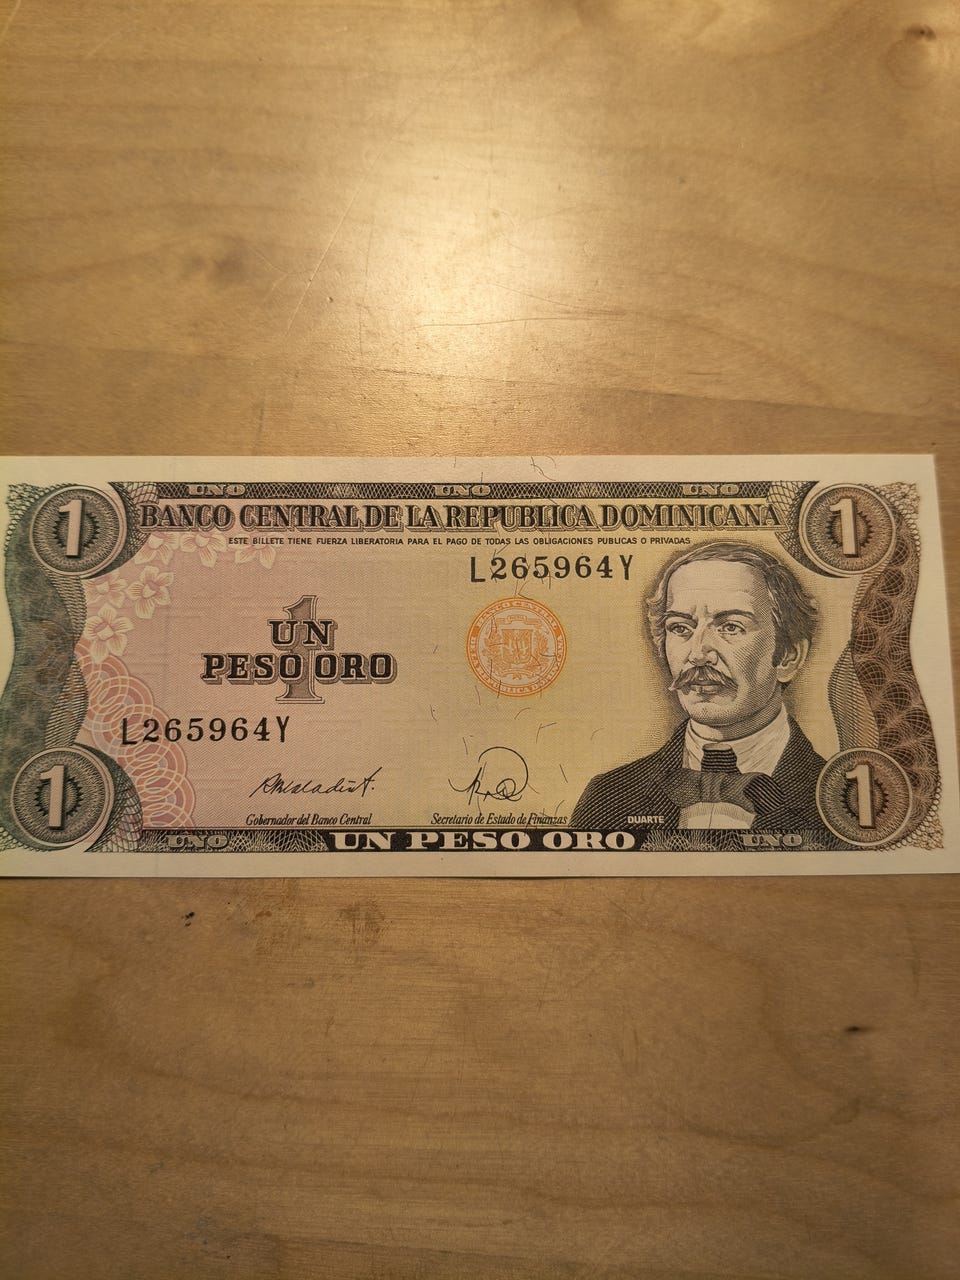 UNO UNO UNO
1 1
BANCO CENTRAL DE LA REPUBLICA DOMINICANA
ESTE BILLETE TIENE FUERZA LIBERATORIA PARA EL PAGO DE TODAS LAS OBLIGACIONES PUBLICAS O PRIVADAS
L265964Y
1
UN
PESO ORO
L265964Y
Gobernador del Banco Central Secretario de Estado de Finanzas
DUARTE
1 1
UNO UN PESO ORO UNO